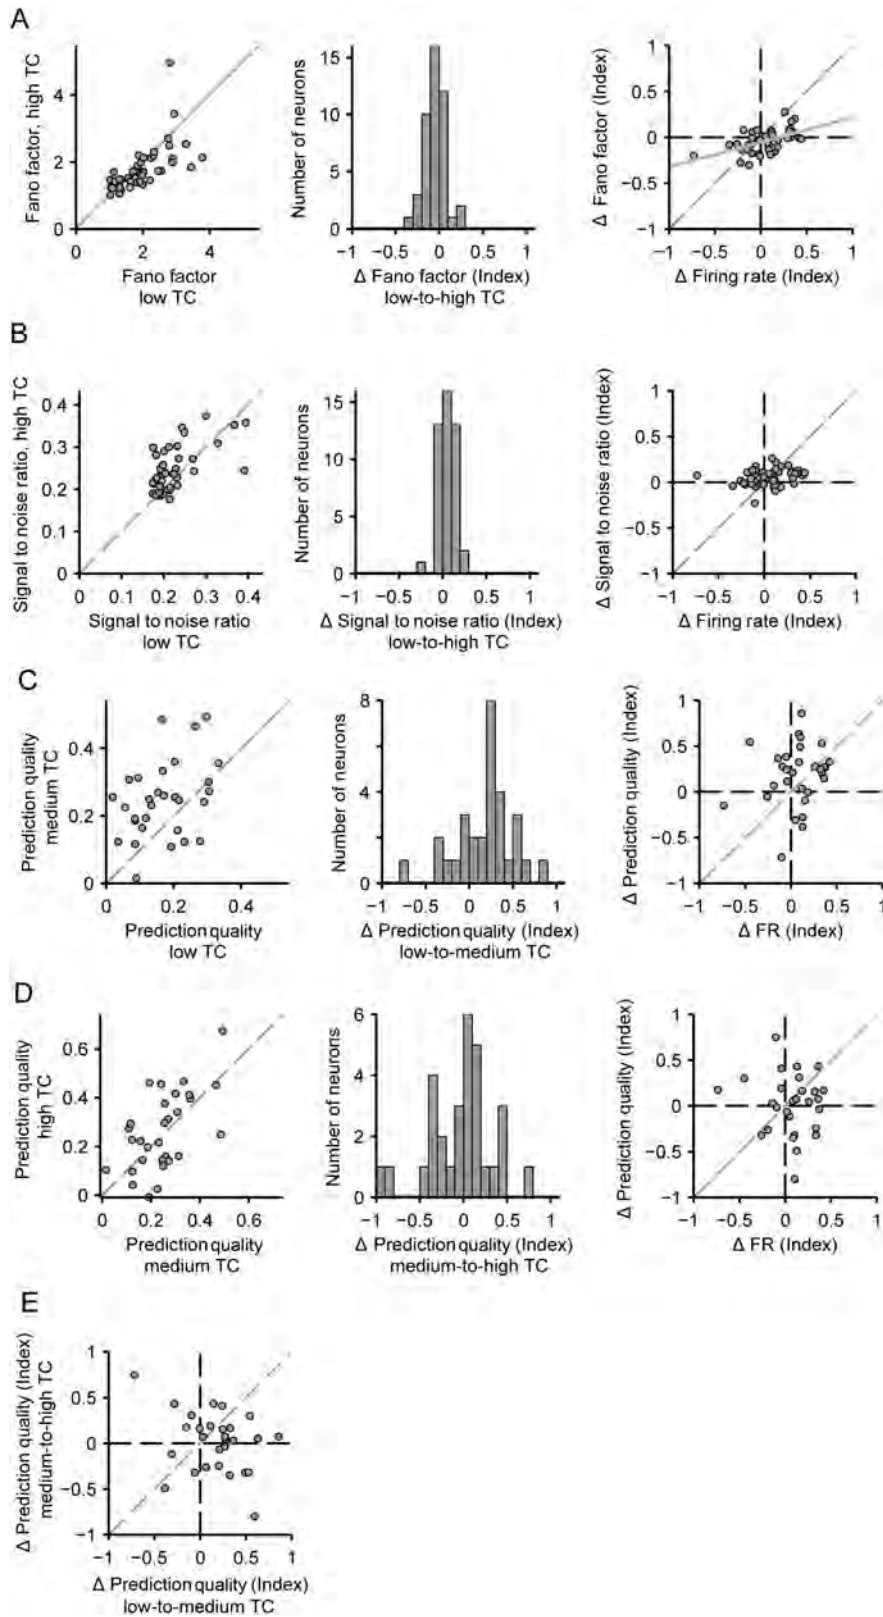 A
Fano factor, high TC
4
2
0
0 2 4
Fano factor
low TC
Number of neurons
15
10
5
0
−1 −0.5 0 0.5 1
Δ Fano factor (Index)
low-to-high TC
Δ Fano factor (Index)
1
0.5
0
−0.5
−1
−1 −0.5 0 0.5 1
Δ Firing rate (Index)
B
Signal to noise ratio, high TC
0.4
0.3
0.2
0.1
0
0 0.1 0.2 0.3 0.4
Signal to noise ratio
low TC
Number of neurons
15
10
5
0
−1 −0.5 0 0.5 1
Δ Signal to noise ratio (Index)
low-to-high TC
Δ Signal to noise ratio (Index)
1
0.5
0
−0.5
−1
−1 −0.5 0 0.5 1
Δ Firing rate (Index)
C
Prediction quality
medium TC
0.4
0.2
0
0 0.2 0.4
Prediction quality
low TC
Number of neurons
8
6
4
2
0
−1 −0.5 0 0.5 1
Δ Prediction quality (Index)
low-to-medium TC
Δ Prediction quality (Index)
1
0.5
0
−0.5
−1
−1 −0.5 0 0.5 1
Δ FR (Index)
D
Prediction quality
high TC
0.6
0.4
0.2
0
0 0.2 0.4 0.6
Prediction quality
medium TC
Number of neurons
6
4
2
0
−1 −0.5 0 0.5 1
Δ Prediction quality (Index)
medium-to-high TC
Δ Prediction quality (Index)
1
0.5
0
−0.5
−1
−1 −0.5 0 0.5 1
Δ FR (Index)
E
Δ Prediction quality (Index)
medium-to-high TC
1
0.5
0
−0.5
−1
−1 −0.5 0 0.5 1
Δ Prediction quality (Index)
low-to-medium TC